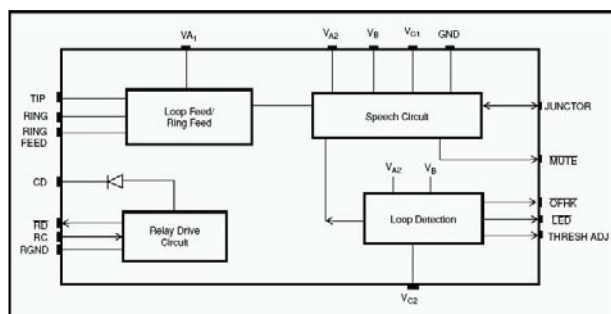 VA1
VA2
VB
VC1
GND
TIP
RING
RING
FEED
Loop Feed/
Ring Feed
Speech Circuit
JUNCTOR
MUTE
CD
VA2
VB
OFHK
LED
THRESH ADJ
Loop Detection
RD
RC
RGND
Relay Drive
Circuit
VC2